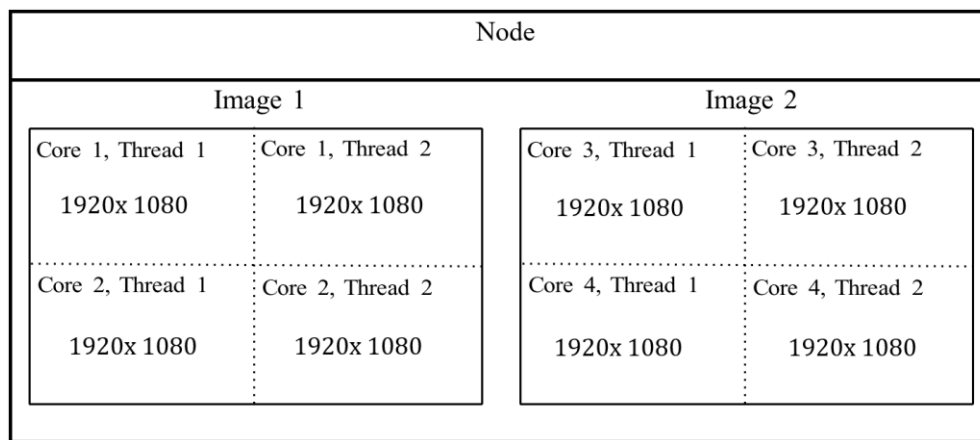 Node
Image 1
Core 1, Thread 1
Core 1, Thread 2
1920x 1080
1920x 1080
Core 2, Thread 1
Core 2, Thread 2
1920x 1080
1920x 1080
Image 2
Core 3, Thread 1
Core 3, Thread 2
1920x 1080
1920x 1080
Core 4, Thread 1
Core 4, Thread 2
1920x 1080
1920x 1080